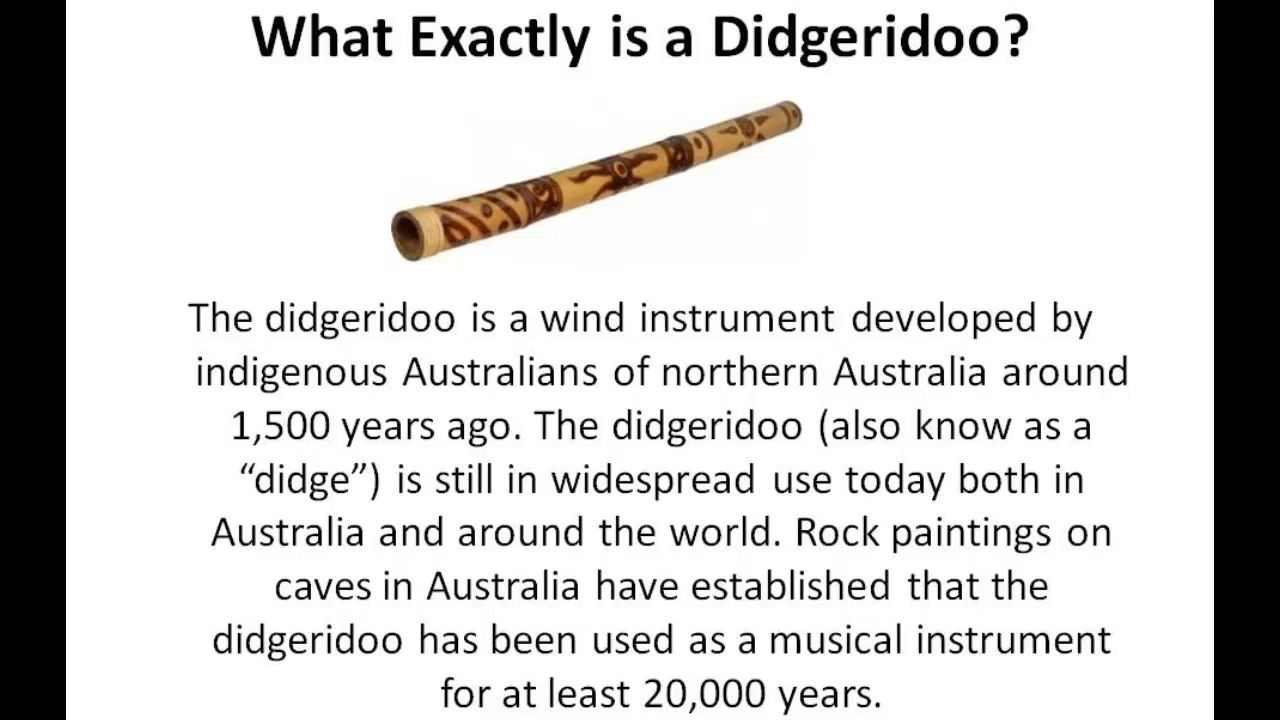 What Exactly is a Didgeridoo?
The didgeridoo is a wind instrument developed by
indigenous Australians of northern Australia around
1,500 years ago. The didgeridoo (also know as a
“didge”) is still in widespread use today both in
Australia and around the world. Rock paintings on
caves in Australia have established that the
didgeridoo has been used as a musical instrument
for at least 20,000 years.